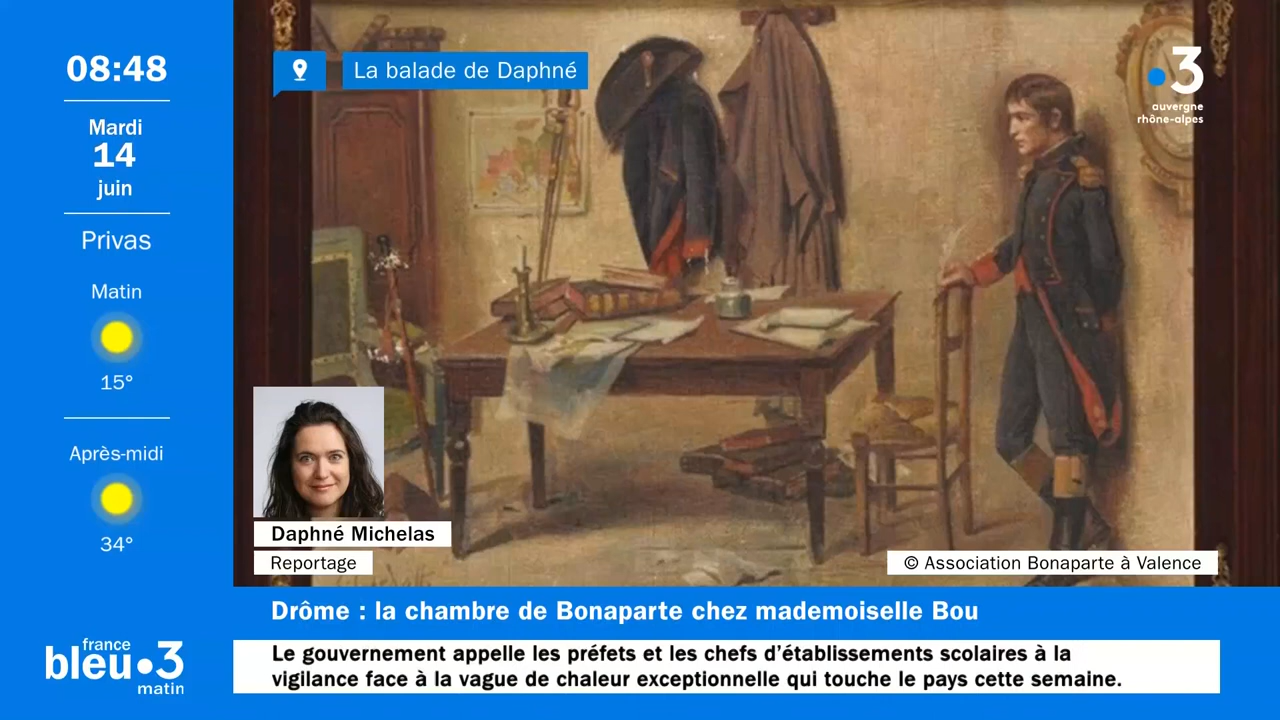 08:48
Mardi
14
juin
Privas
Matin
15°
Après-midi
34°
france
bleu•3
matin
La balade de Daphné
3
auvergne
rhône-alpes
Daphné Michelas
Reportage
© Association Bonaparte à Valence
Drôme : la chambre de Bonaparte chez mademoiselle Bou
Le gouvernement appelle les préfets et les chefs d'établissements scolaires à la
vigilance face à la vague de chaleur exceptionnelle qui touche le pays cette semaine.